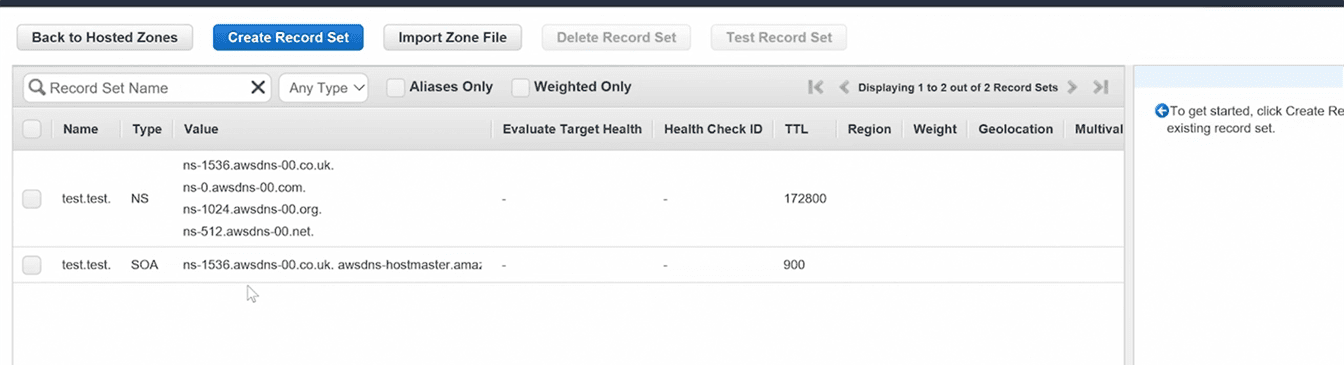 Back to Hosted Zones Create Record Set Import Zone File Delete Record Set Test Record Set
Record Set Name Any Type Aliases Only Weighted Only Displaying 1 to 2 out of 2 Record Sets
To get started, click Create Re
existing record set.
Name Type Value Evaluate Target Health Health Check ID TTL Region Weight Geolocation Multival
test.test. NS ns-1536.awsdns-00.co.uk. - - 172800
ns-0.awsdns-00.com.
ns-1024.awsdns-00.org.
ns-512.awsdns-00.net.
test.test. SOA ns-1536.awsdns-00.co.uk. awsdns-hostmaster.amaz - - 900